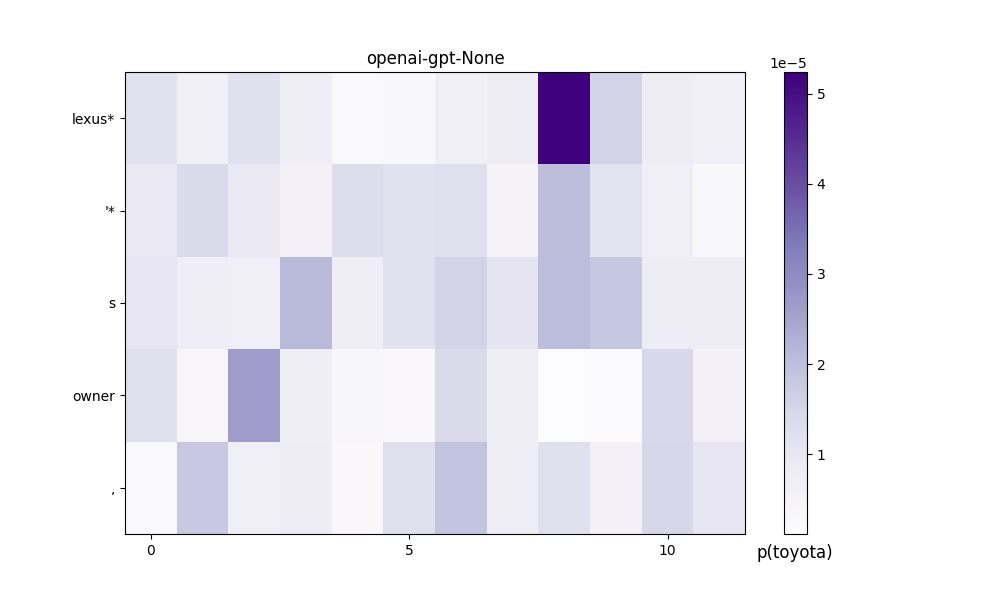 openai-gpt-None
1e−5
lexus*
'*
s
owner
,
0
5
10
5
4
3
2
1
p(toyota)